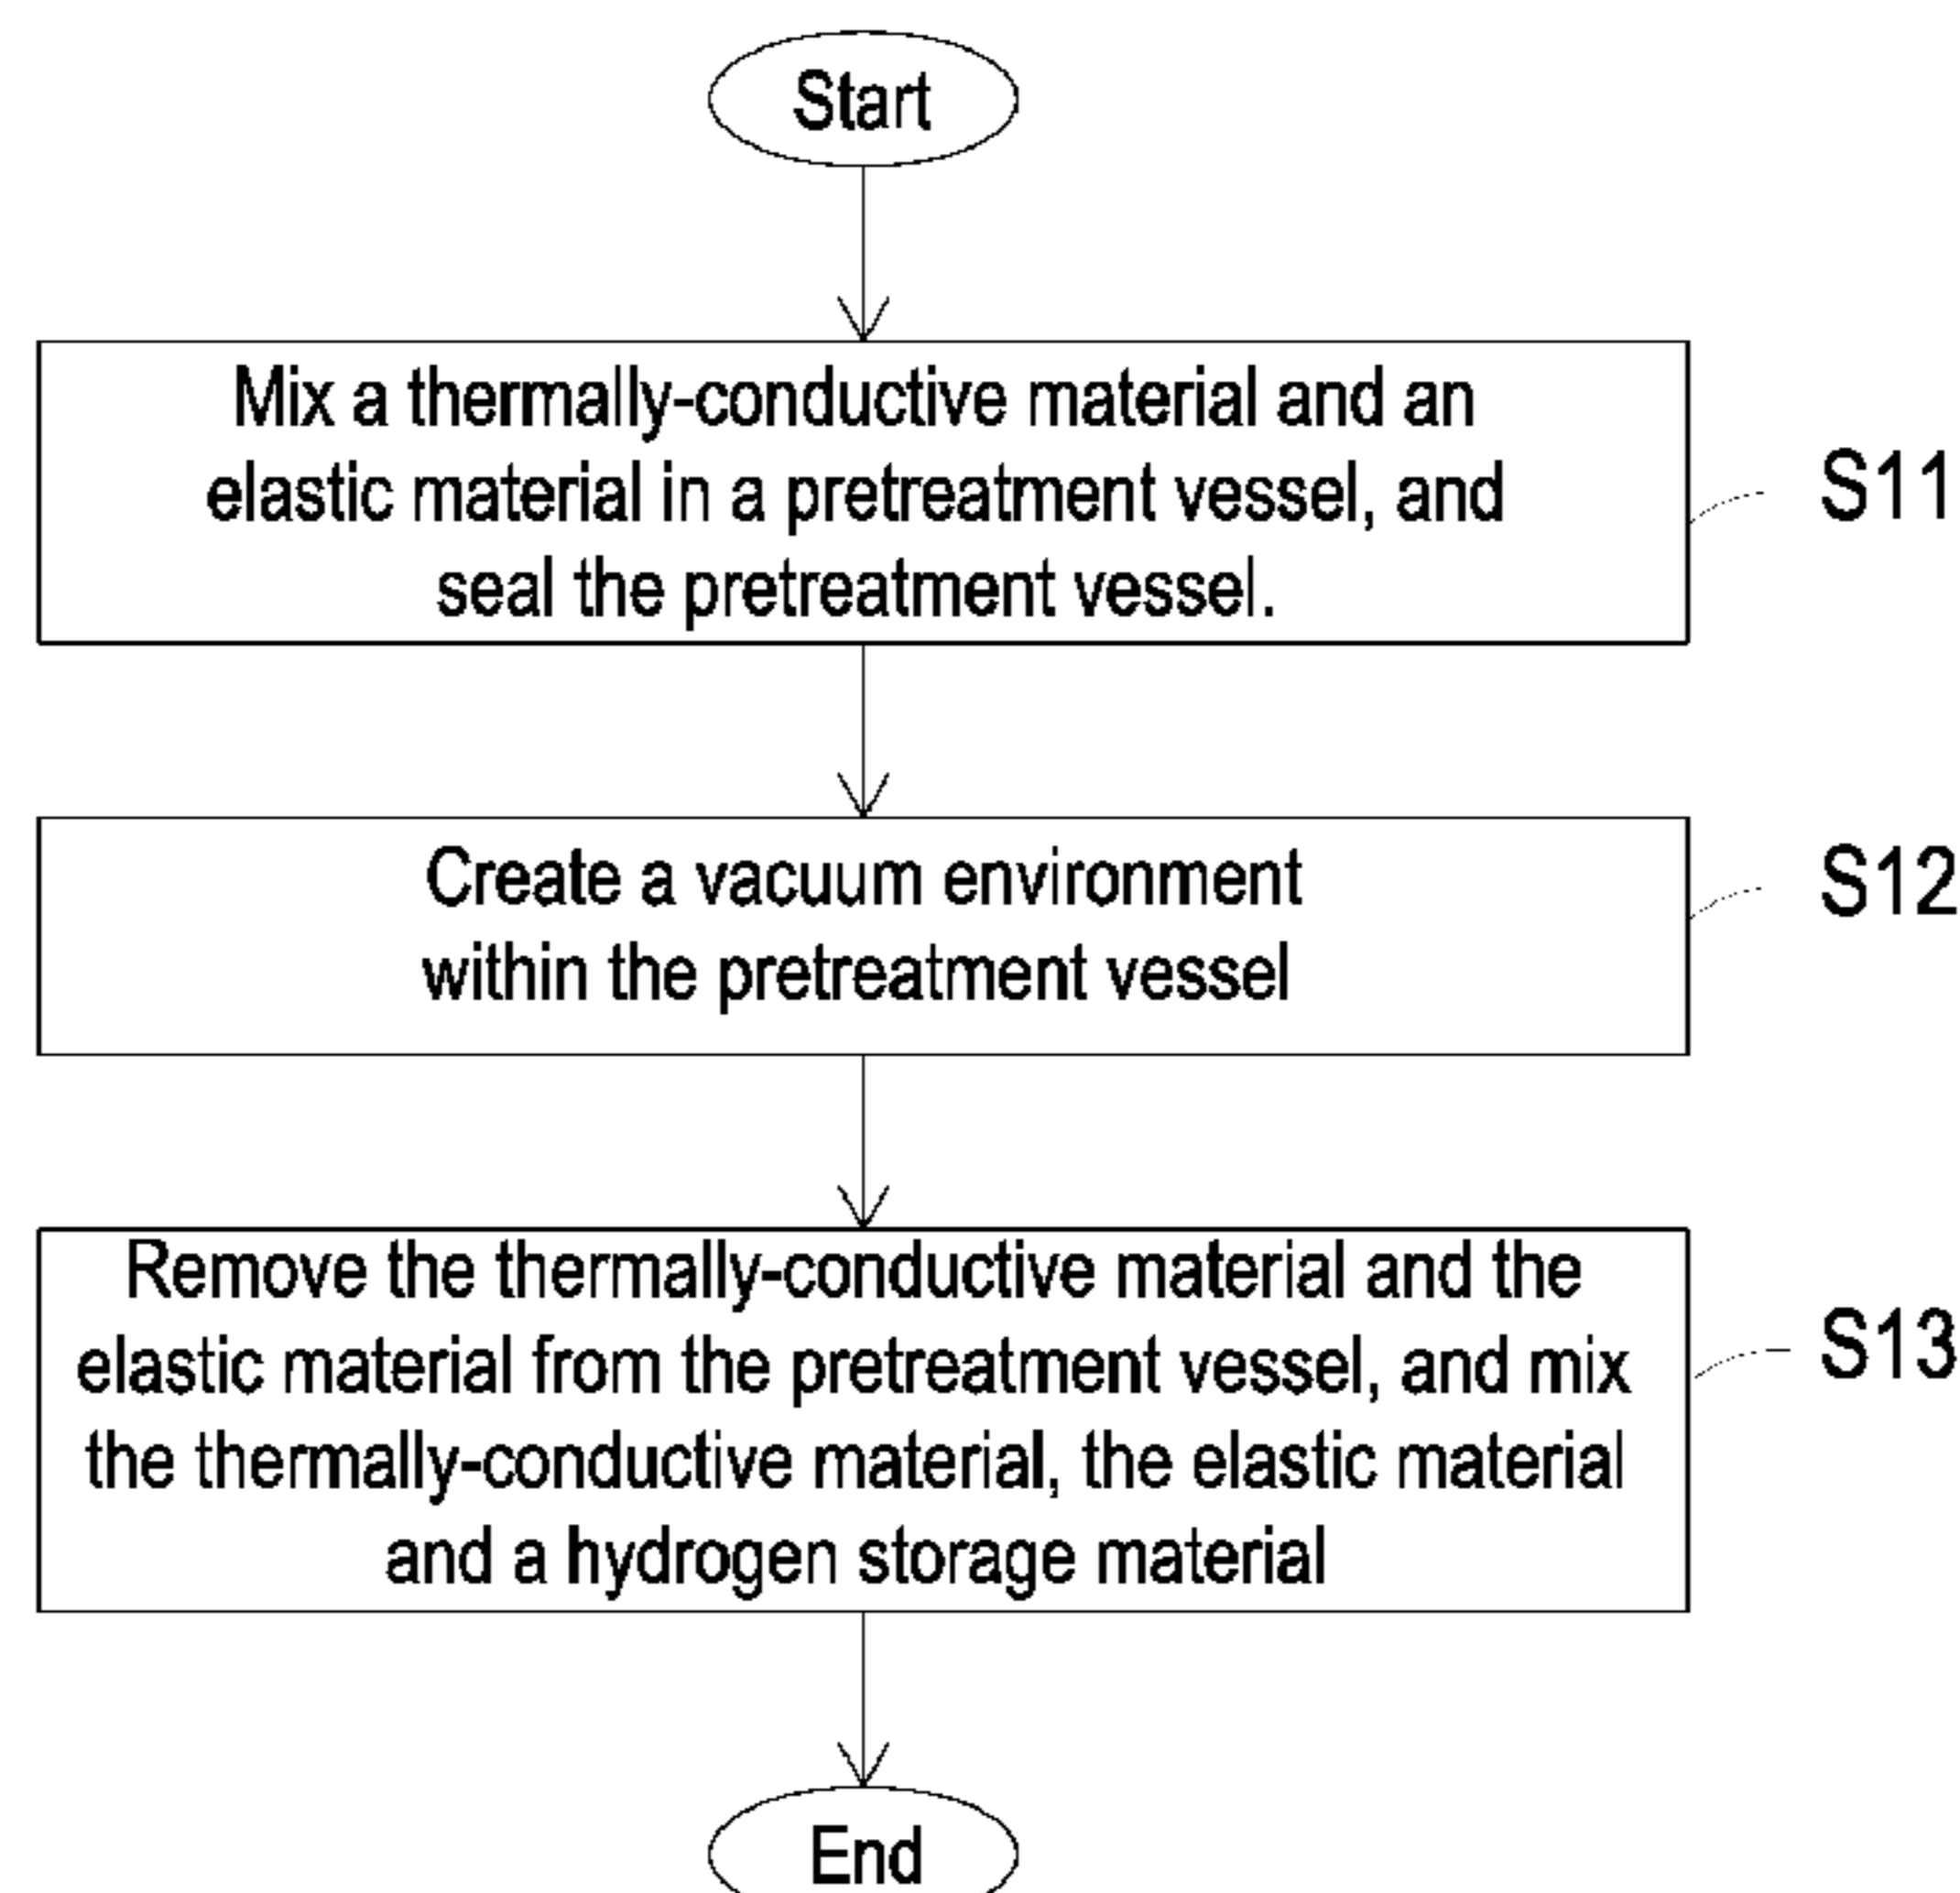 Start
Mix a thermally-conductive material and an
elastic material in a pretreatment vessel, and
seal the pretreatment vessel.
S11
Create a vacuum environment
within the pretreatment vessel
S12
Remove the thermally-conductive material and the
elastic material from the pretreatment vessel, and mix
the thermally-conductive material, the elastic material
and a hydrogen storage material
S13
End